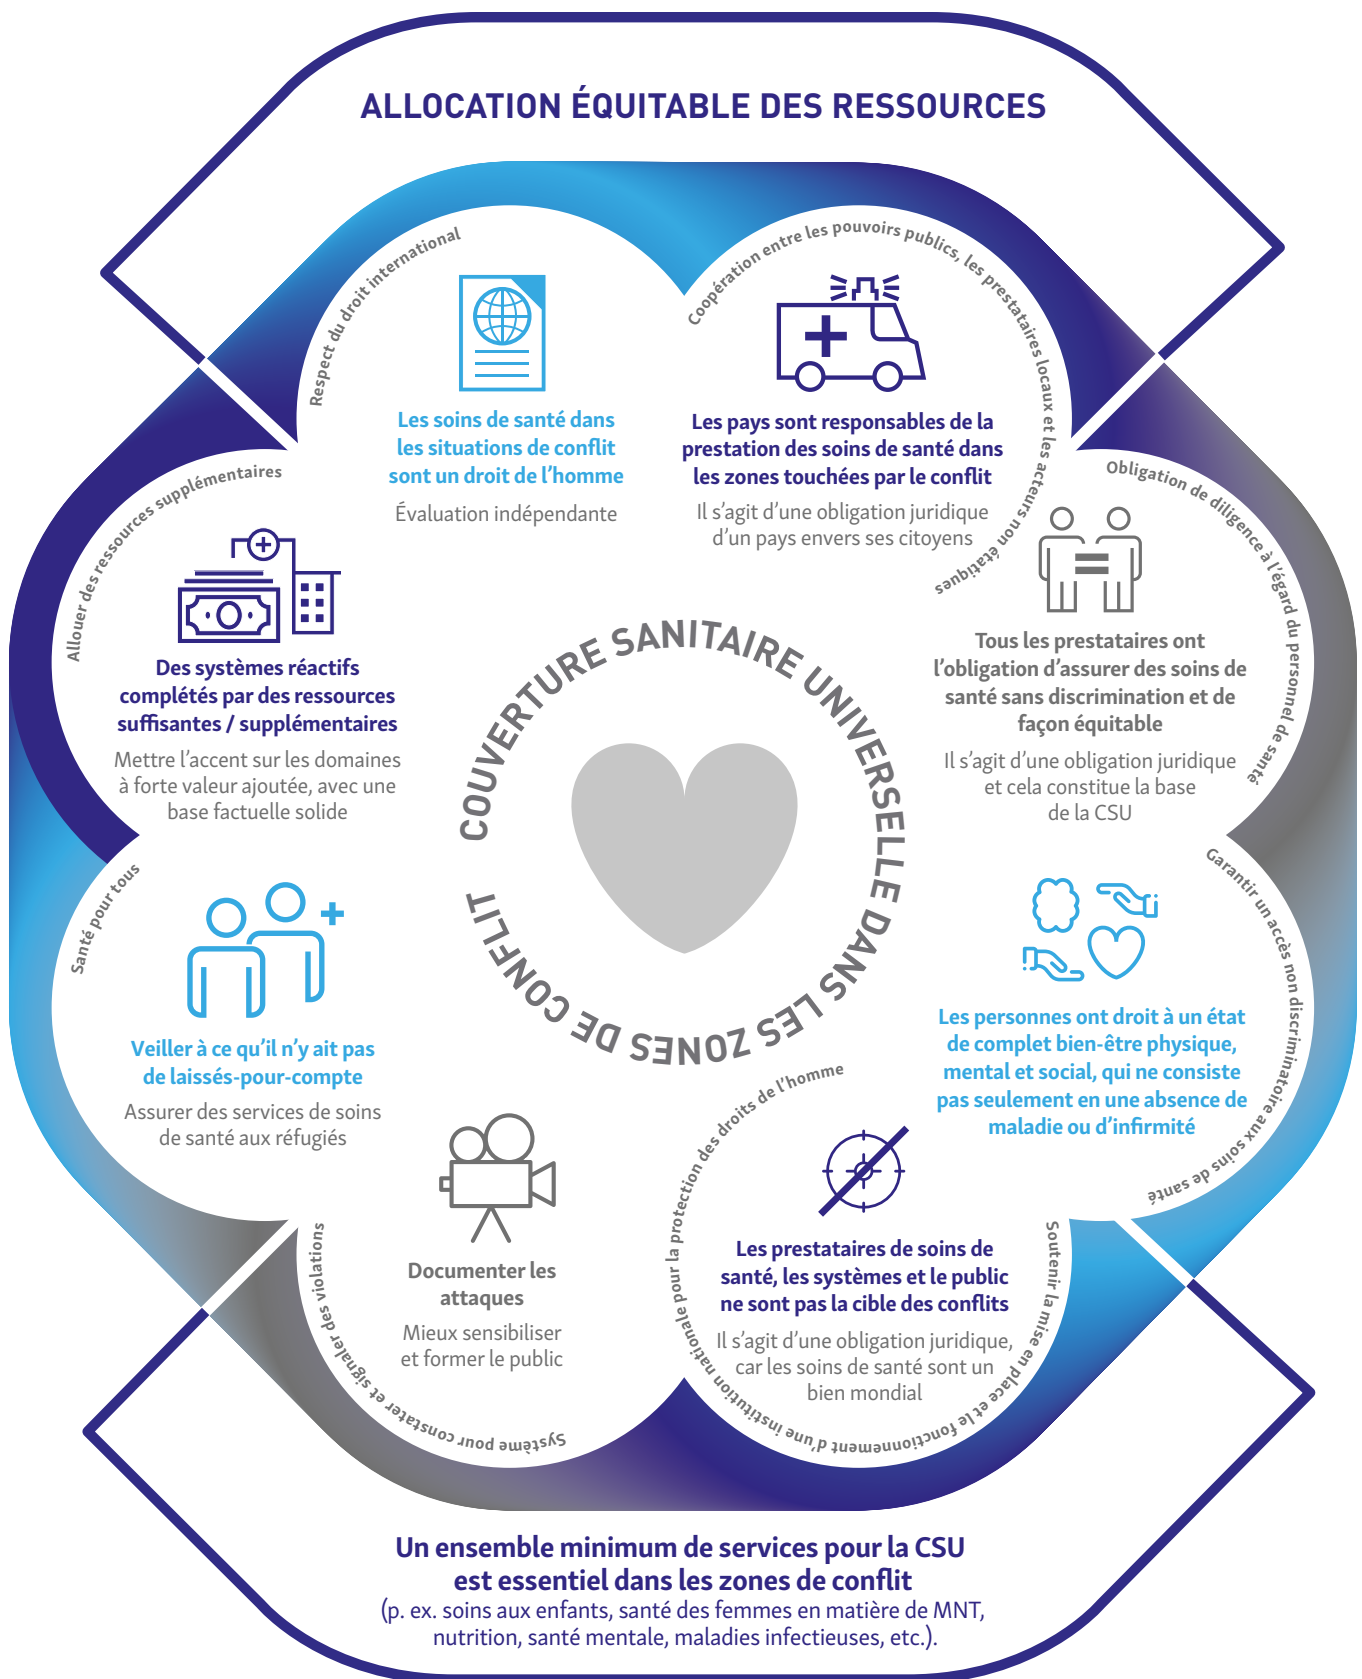 ALLOCATION ÉQUITABLE DES RESSOURCES
Respect du droit international
Les soins de santé dans
les situations de conflit
sont un droit de l'homme
Évaluation indépendante
Coopération entre les pouvoirs publics, les prestataires locaux et les acteurs non étatiques
Les pays sont responsables de la
prestation des soins de santé dans
les zones touchées par le conflit
Il s'agit d'une obligation juridique
d'un pays envers ses citoyens
Obligation de diligence à l'égard du personnel de santé
Tous les prestataires ont
l'obligation d'assurer des soins de
santé sans discrimination et de
façon équitable
Il s'agit d'une obligation juridique
et cela constitue la base
de la CSU
Garantir un accès non discriminatoire aux soins de santé
Les personnes ont droit à un état
de complet bien-être physique,
mental et social, qui ne consiste
pas seulement en une absence de
maladie ou d'infirmité
Soutenir la mise en place et le fonctionnement d'une institution nationale pour la protection des droits de l'homme
Les prestataires de soins de
santé, les systèmes et le public
ne sont pas la cible des conflits
Il s'agit d'une obligation juridique,
car les soins de santé sont un
bien mondial
Système pour constater et signaler des violations
Documenter les
attaques
Mieux sensibiliser
et former le public
Santé pour tous
Veiller à ce qu'il n'y ait pas
de laissés-pour-compte
Assurer des services de soins
de santé aux réfugiés
Allouer des ressources supplémentaires
Des systèmes réactifs
complétés par des ressources
suffisantes / supplémentaires
Mettre l'accent sur les domaines
à forte valeur ajoutée, avec une
base factuelle solide
COUVERTURE SANITAIRE UNIVERSELLE DANS LES ZONES DE CONFLIT
Un ensemble minimum de services pour la CSU
est essentiel dans les zones de conflit
(p. ex. soins aux enfants, santé des femmes en matière de MNT,
nutrition, santé mentale, maladies infectieuses, etc.).